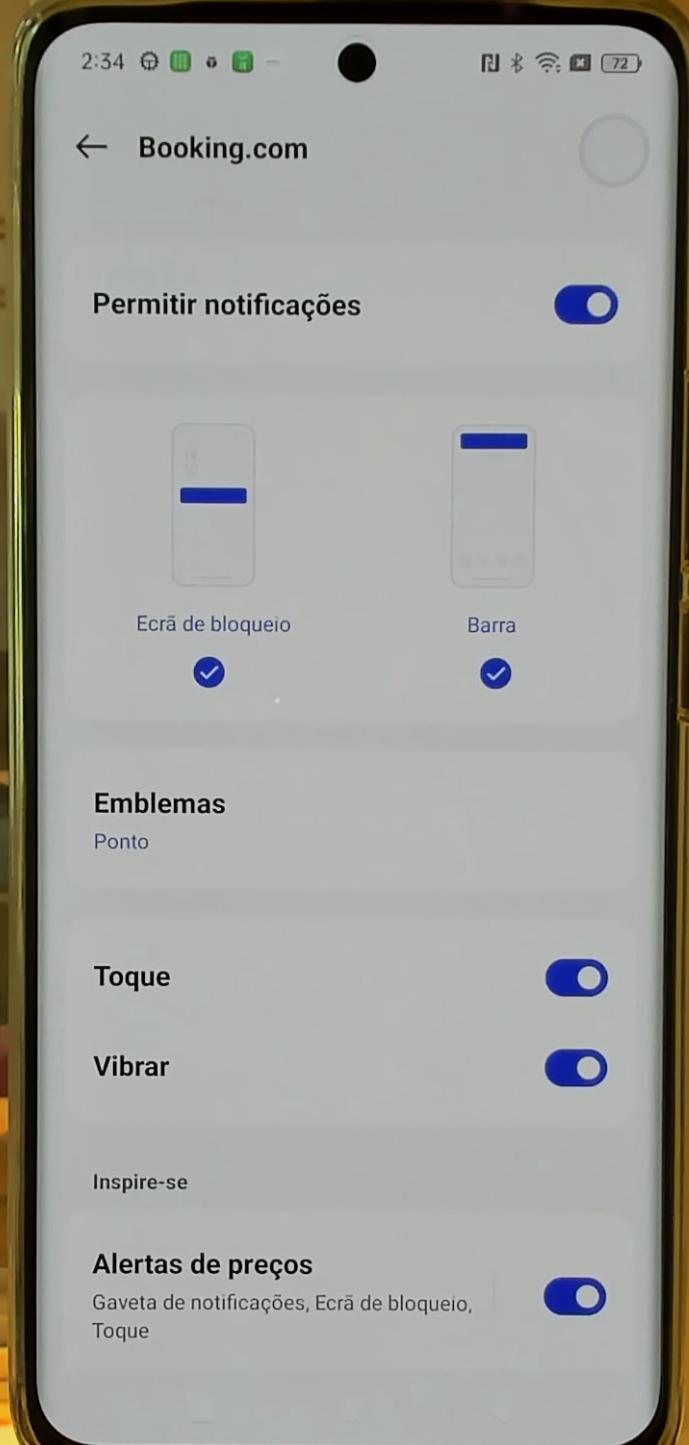 2:34 72
Booking.com
Permitir notificações
Ecrã de bloqueio
Barra
Emblemas
Ponto
Toque
Vibrar
Inspire-se
Alertas de preços
Gaveta de notificações, Ecrã de bloqueio,
Toque